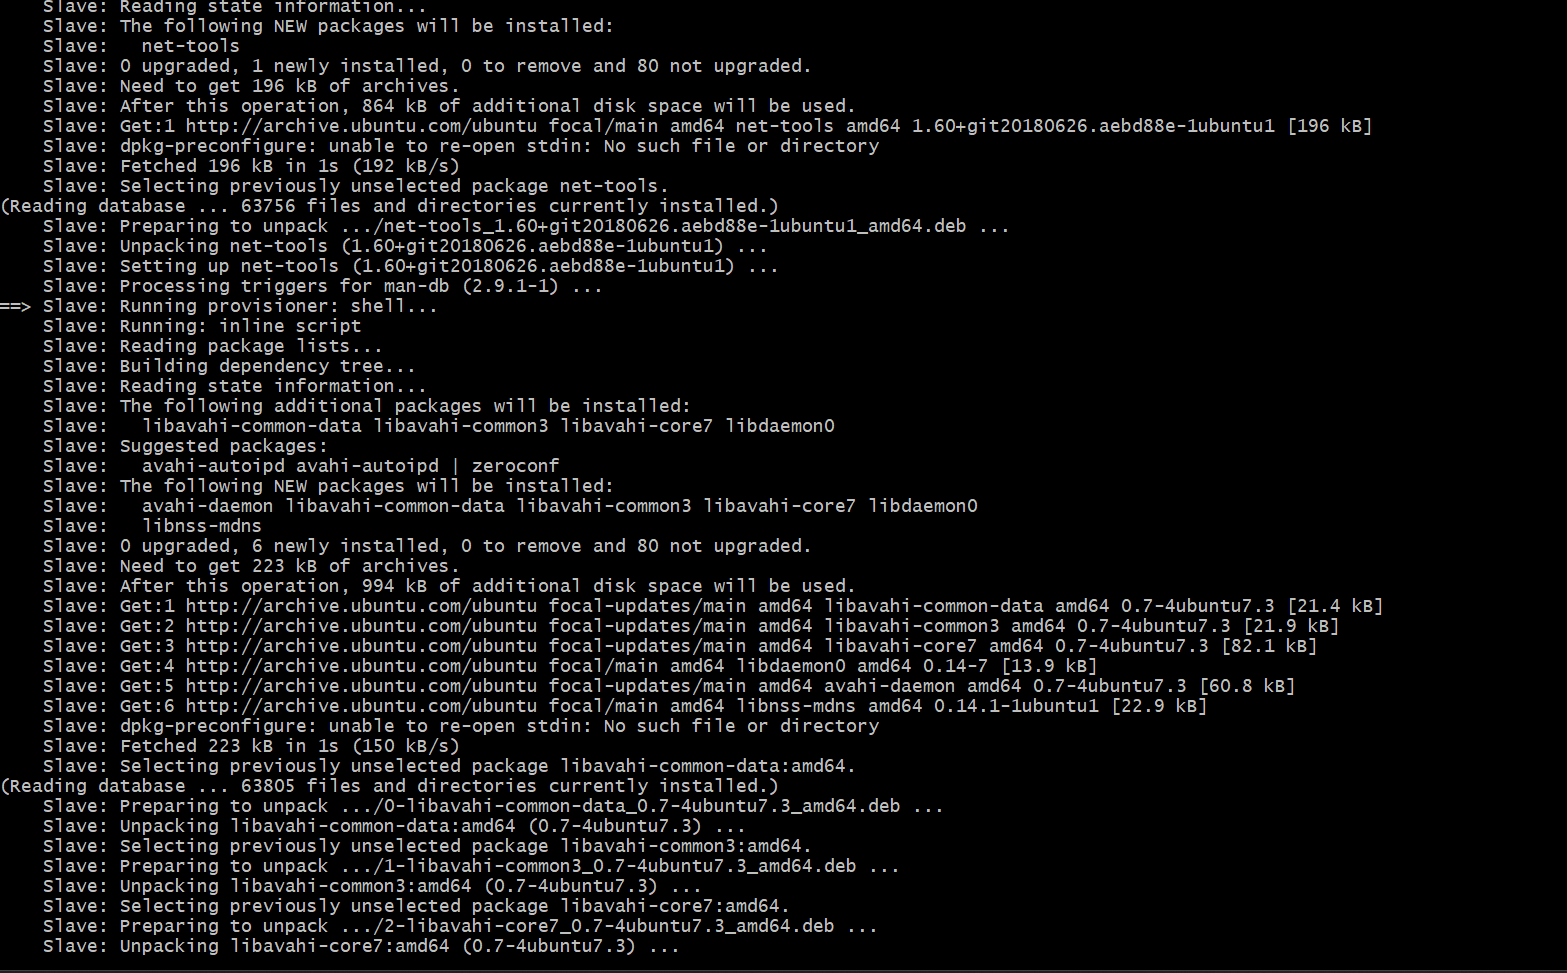 Slave: Reading state information...
Slave: The following NEW packages will be installed:
Slave:   net-tools
Slave: 0 upgraded, 1 newly installed, 0 to remove and 80 not upgraded.
Slave: Need to get 196 kB of archives.
Slave: After this operation, 864 kB of additional disk space will be used.
Slave: Get:1 http://archive.ubuntu.com/ubuntu focal/main amd64 net-tools amd64 1.60+git20180626.aebd88e-1ubuntu1 [196 kB]
Slave: dpkg-preconfigure: unable to re-open stdin: No such file or directory
Slave: Fetched 196 kB in 1s (192 kB/s)
Slave: Selecting previously unselected package net-tools.
(Reading database ... 63756 files and directories currently installed.)
Slave: Preparing to unpack .../net-tools_1.60+git20180626.aebd88e-1ubuntu1_amd64.deb ...
Slave: Unpacking net-tools (1.60+git20180626.aebd88e-1ubuntu1) ...
Slave: Setting up net-tools (1.60+git20180626.aebd88e-1ubuntu1) ...
Slave: Processing triggers for man-db (2.9.1-1) ...
==> Slave: Running provisioner: shell...
Slave: Running: inline script
Slave: Reading package lists...
Slave: Building dependency tree...
Slave: Reading state information...
Slave: The following additional packages will be installed:
Slave:   libavahi-common-data libavahi-common3 libavahi-core7 libdaemon0
Slave: Suggested packages:
Slave:   avahi-autoipd avahi-autoipd | zeroconf
Slave: The following NEW packages will be installed:
Slave:   avahi-daemon libavahi-common-data libavahi-common3 libavahi-core7 libdaemon0
Slave:   libnss-mdns
Slave: 0 upgraded, 6 newly installed, 0 to remove and 80 not upgraded.
Slave: Need to get 223 kB of archives.
Slave: After this operation, 994 kB of additional disk space will be used.
Slave: Get:1 http://archive.ubuntu.com/ubuntu focal-updates/main amd64 libavahi-common-data amd64 0.7-4ubuntu7.3 [21.4 kB]
Slave: Get:2 http://archive.ubuntu.com/ubuntu focal-updates/main amd64 libavahi-common3 amd64 0.7-4ubuntu7.3 [21.9 kB]
Slave: Get:3 http://archive.ubuntu.com/ubuntu focal-updates/main amd64 libavahi-core7 amd64 0.7-4ubuntu7.3 [82.1 kB]
Slave: Get:4 http://archive.ubuntu.com/ubuntu focal/main amd64 libdaemon0 amd64 0.14-7 [13.9 kB]
Slave: Get:5 http://archive.ubuntu.com/ubuntu focal-updates/main amd64 avahi-daemon amd64 0.7-4ubuntu7.3 [60.8 kB]
Slave: Get:6 http://archive.ubuntu.com/ubuntu focal/main amd64 libnss-mdns amd64 0.14.1-1ubuntu1 [22.9 kB]
Slave: dpkg-preconfigure: unable to re-open stdin: No such file or directory
Slave: Fetched 223 kB in 1s (150 kB/s)
Slave: Selecting previously unselected package libavahi-common-data:amd64.
(Reading database ... 63805 files and directories currently installed.)
Slave: Preparing to unpack .../0-libavahi-common-data_0.7-4ubuntu7.3_amd64.deb ...
Slave: Unpacking libavahi-common-data:amd64 (0.7-4ubuntu7.3) ...
Slave: Selecting previously unselected package libavahi-common3:amd64.
Slave: Preparing to unpack .../1-libavahi-common3_0.7-4ubuntu7.3_amd64.deb ...
Slave: Unpacking libavahi-common3:amd64 (0.7-4ubuntu7.3) ...
Slave: Selecting previously unselected package libavahi-core7:amd64.
Slave: Preparing to unpack .../2-libavahi-core7_0.7-4ubuntu7.3_amd64.deb ...
Slave: Unpacking libavahi-core7:amd64 (0.7-4ubuntu7.3) ...